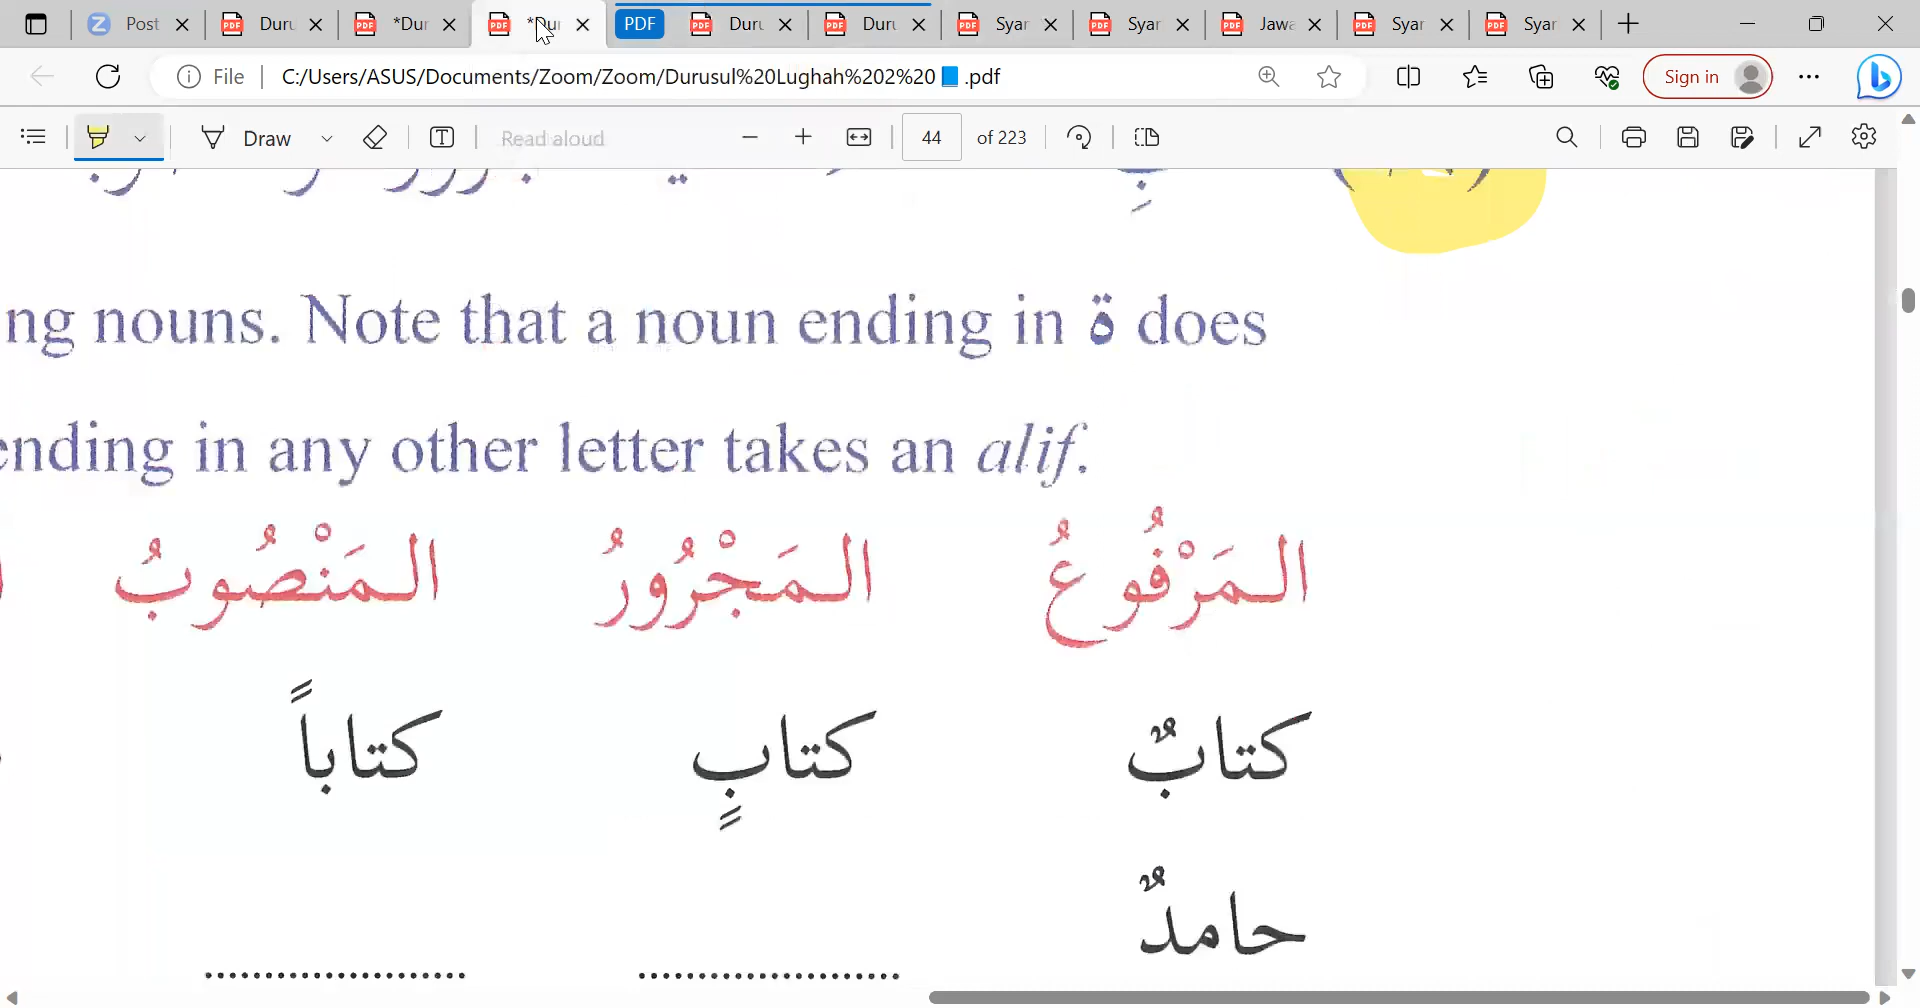 Post
Duru
*Dur
*Dur
PDF
Duru
Duru
Syar
Syar
Jawa
Syar
Syar
File
C:/Users/ASUS/Documents/Zoom/Zoom/Durusul%20Lughah%202%20📘.pdf
Sign in
Draw
Read aloud
44 of 223
nouns. Note that a noun ending in ة does
in any other letter takes an alif.
المَرْفُوعُ المَجْرُورُ المَنْصُوبُ
كتابٌ كتابٍ كتاباً
حامدٌ .......................... ..........................